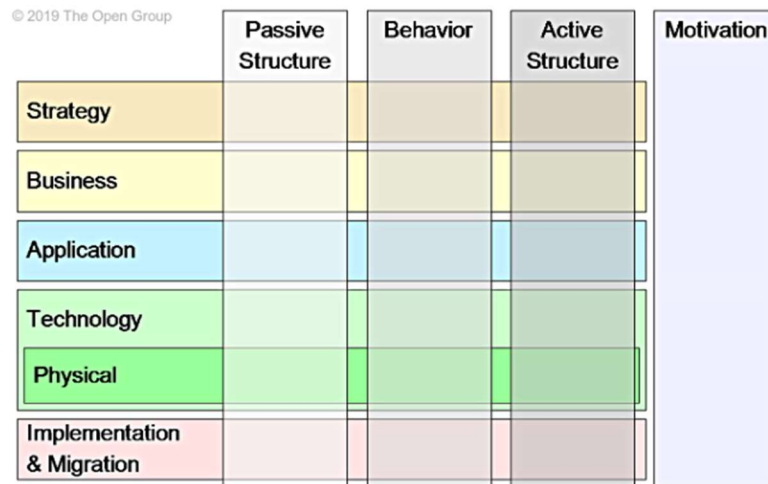 © 2019 The Open Group
Passive
Structure
Behavior
Active
Structure
Motivation
Strategy
Business
Application
Technology
Physical
Implementation
& Migration